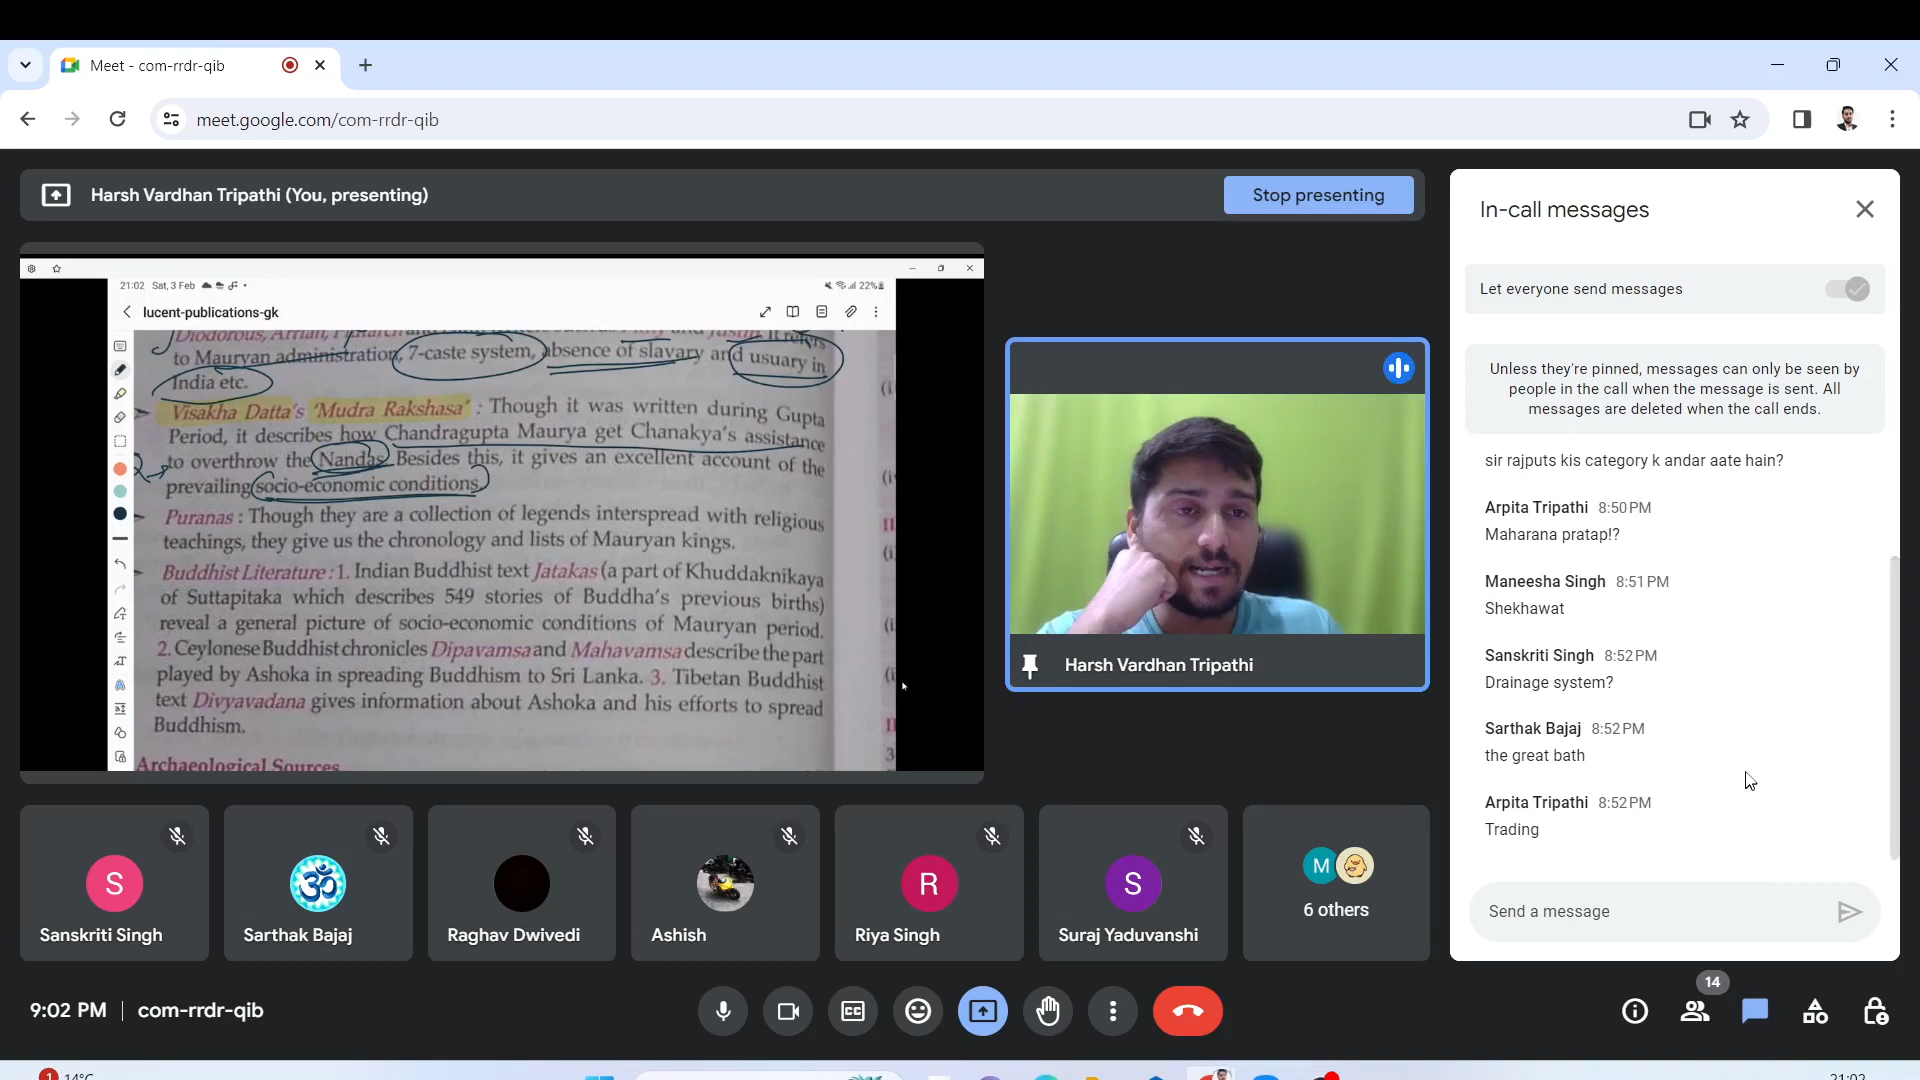 Meet - com-rrdr-qib
meet.google.com/com-rrdr-qib
Harsh Vardhan Tripathi (You, presenting)
Stop presenting
21:02 Sat, 3 Feb
22%
lucent-publications-gk
Diodorous, Arrian,
to Mauryan administration, 7-caste system, absence of slavary and usuary in
India etc.
Visakha Datta's 'Mudra Rakshasa' : Though it was written during Gupta
Period, it describes how Chandragupta Maurya get Chanakya's assistance
to overthrow the Nandas. Besides this, it gives an excellent account of the
prevailing socio-economic conditions.
Puranas : Though they are a collection of legends interspread with religious
teachings, they give us the chronology and lists of Mauryan kings.
Buddhist Literature : 1. Indian Buddhist text Jatakas (a part of Khuddaknikaya
of Suttapitaka which describes 549 stories of Buddha's previous births)
reveal a general picture of socio-economic conditions of Mauryan period.
2. Ceylonese Buddhist chronicles Dipavamsa and Mahavamsa describe the part
played by Ashoka in spreading Buddhism to Sri Lanka. 3. Tibetan Buddhist
text Divyavadana gives information about Ashoka and his efforts to spread
Buddhism.
Archaeological Sources
Harsh Vardhan Tripathi
Sanskriti Singh
Sarthak Bajaj
Raghav Dwivedi
Ashish
Riya Singh
Suraj Yaduvanshi
6 others
S
ॐ
R
S
M
In-call messages
Let everyone send messages
Unless they're pinned, messages can only be seen by
people in the call when the message is sent. All
messages are deleted when the call ends.
sir rajputs kis category k andar aate hain?
Arpita Tripathi 8:50 PM
Maharana pratap!?
Maneesha Singh 8:51 PM
Shekhawat
Sanskriti Singh 8:52 PM
Drainage system?
Sarthak Bajaj 8:52 PM
the great bath
Arpita Tripathi 8:52 PM
Trading
Send a message
9:02 PM | com-rrdr-qib
14
1
14°C
21:02